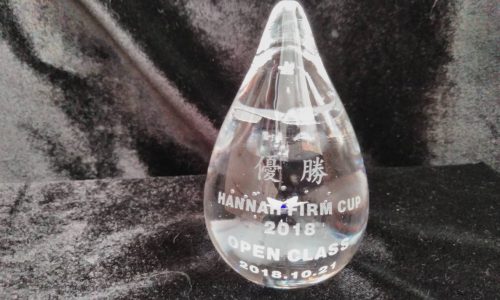 優勝
HANNAH FIRM CUP
2018
OPEN CLASS
2018.10.21